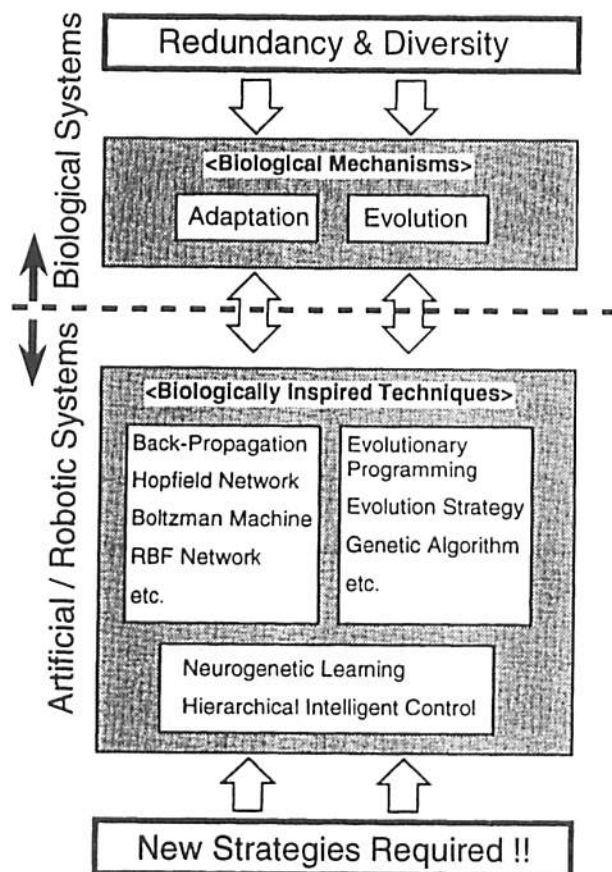 Redundancy & Diversity
Biological Systems
<Biological Mechanisms>
Adaptation
Evolution
Artificial / Robotic Systems
<Biologically Inspired Techniques>
Back-Propagation
Hopfield Network
Boltzman Machine
RBF Network
etc.
Evolutionary
Programming
Evolution Strategy
Genetic Algorithm
etc.
Neurogenetic Learning
Hierarchical Intelligent Control
New Strategies Required !!